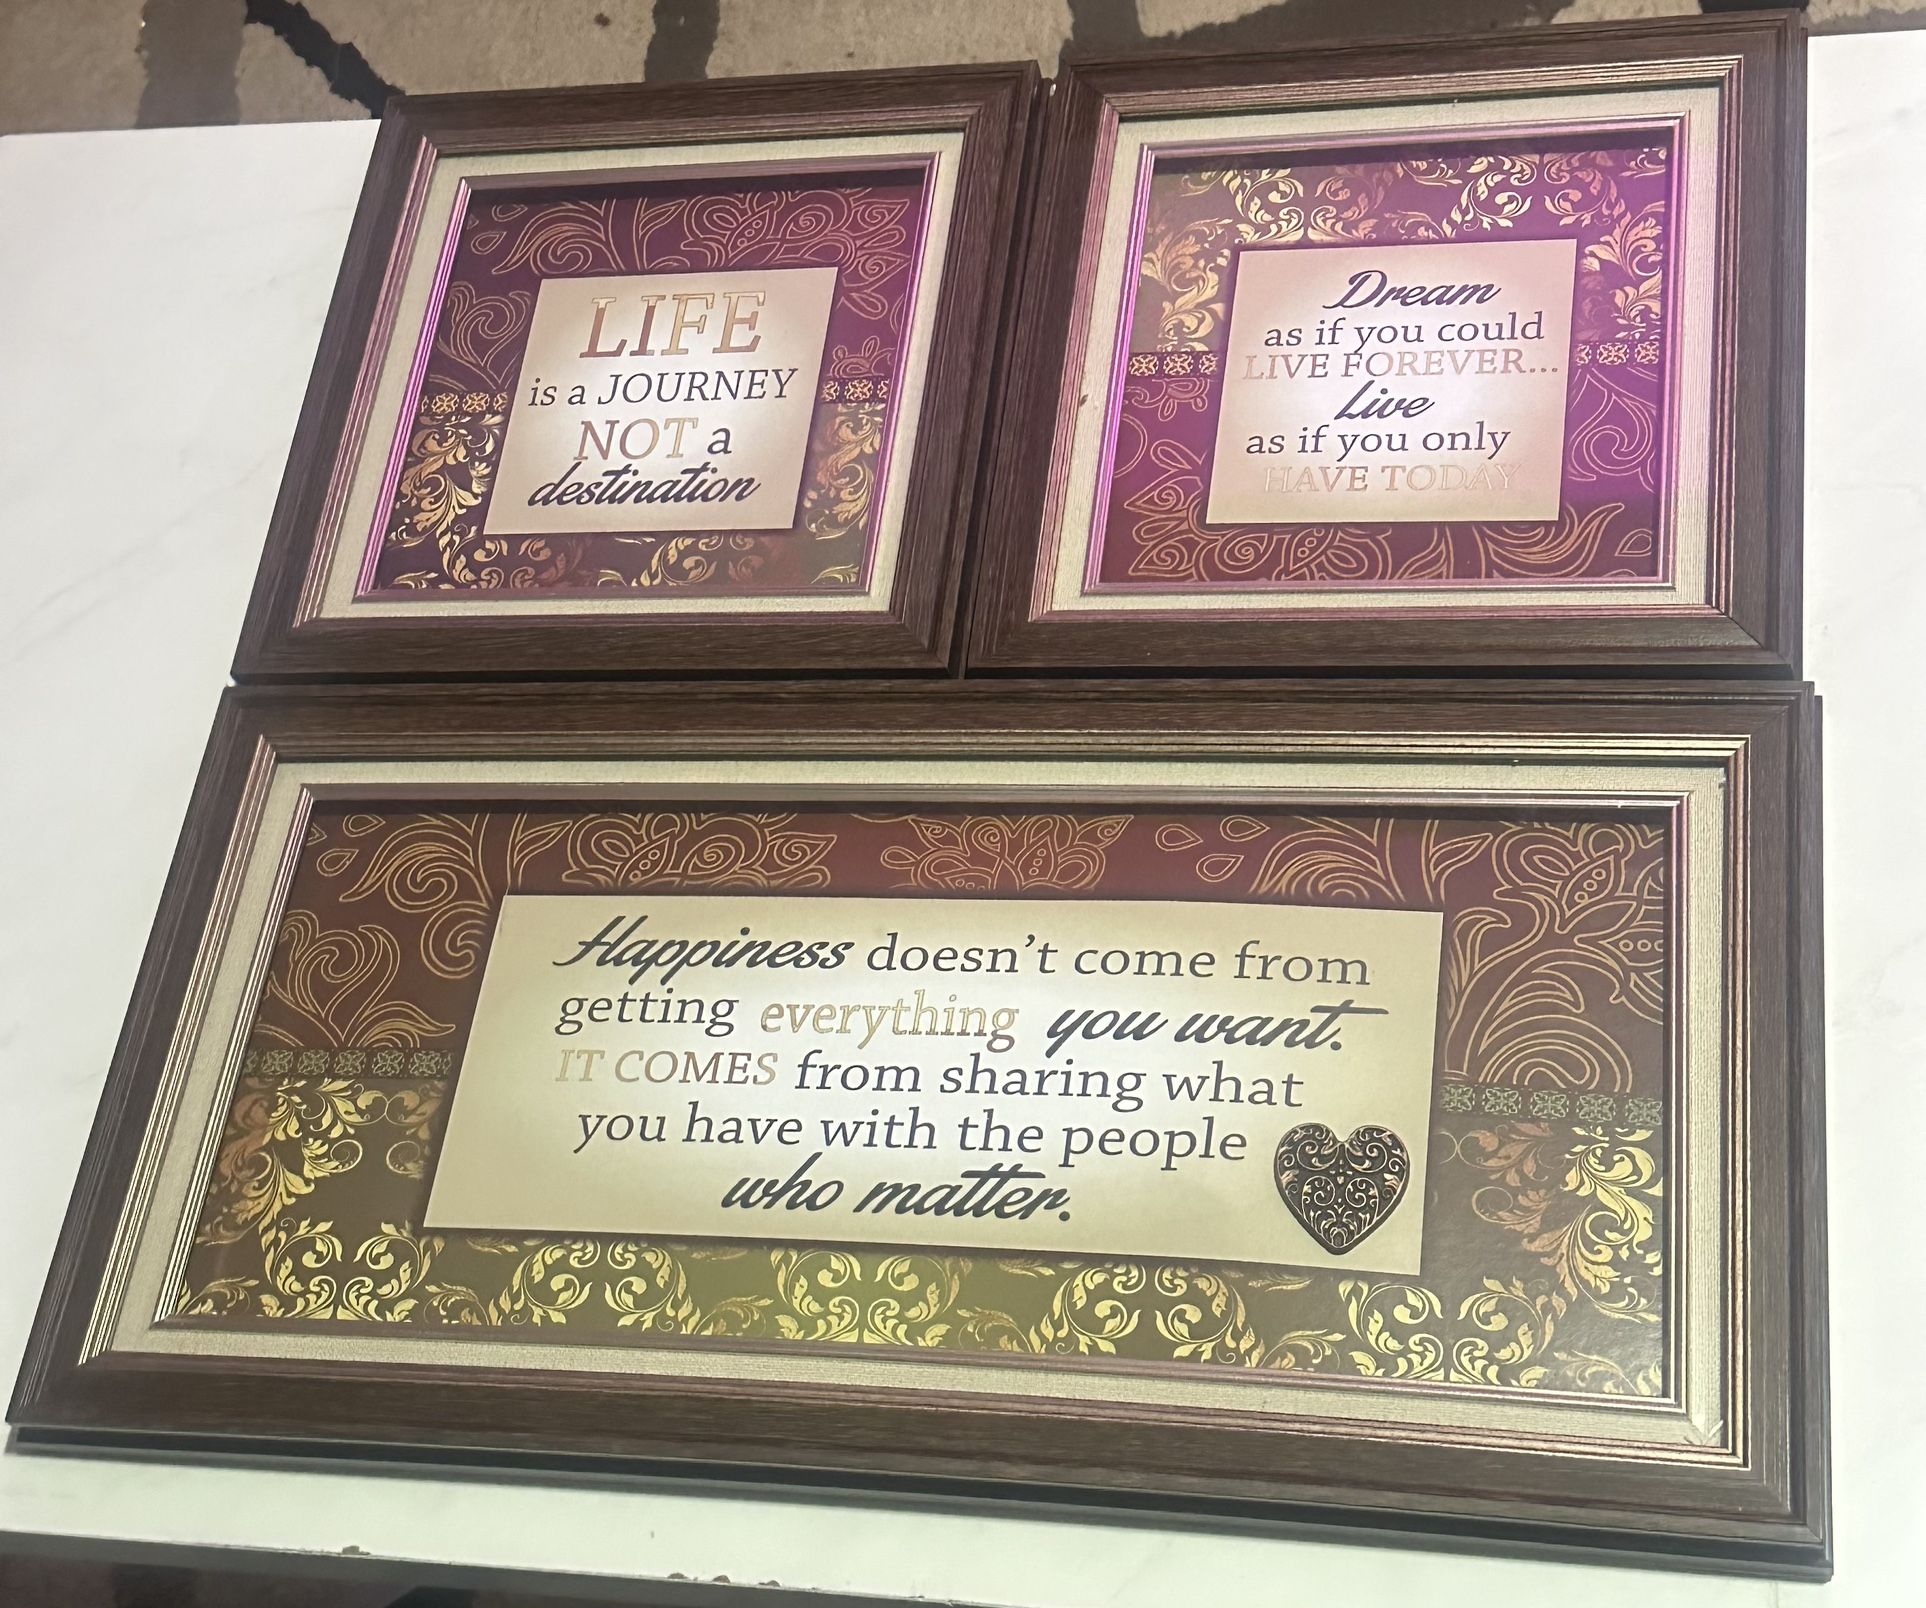 LIFE
is a JOURNEY
NOT a
destination
Dream
as if you could
LIVE FOREVER...
Live
as if you only
HAVE TODAY
Happiness doesn't come from
getting everything you want.
IT COMES from sharing what
you have with the people
who matter.